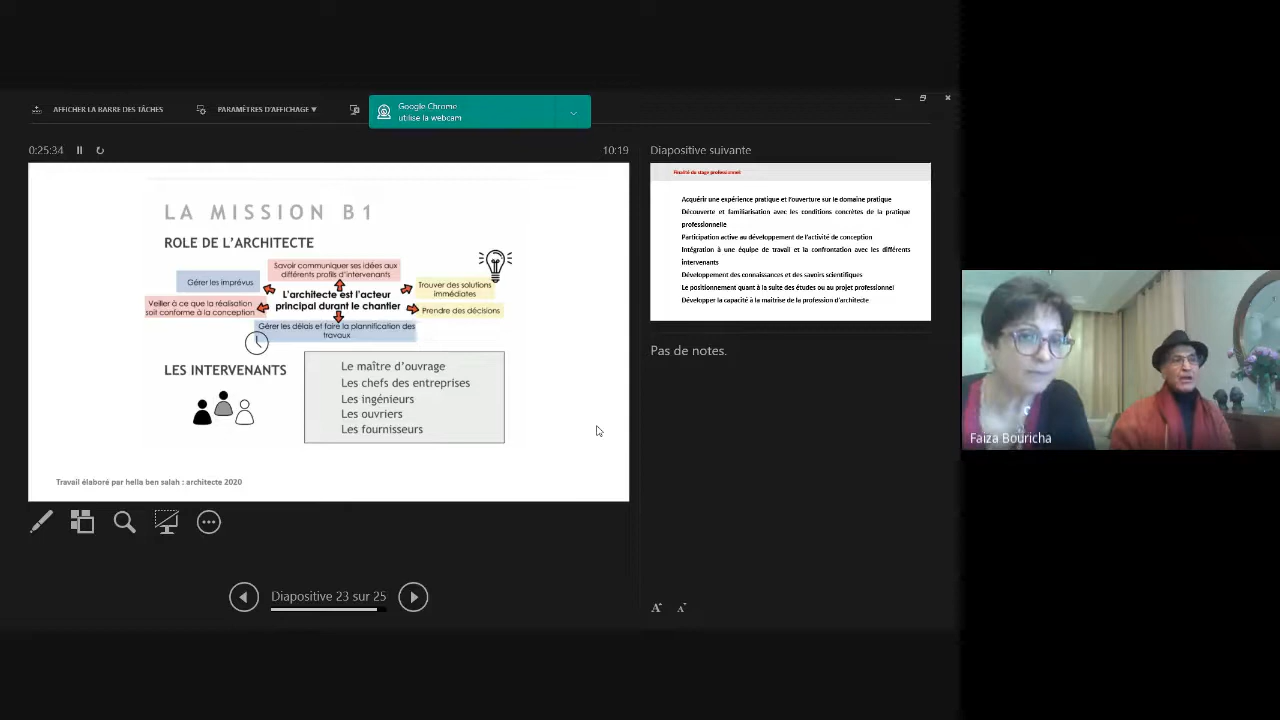 AFFICHER LA BARRE DES TÂCHES
PARAMÈTRES D'AFFICHAGE ▼
Google Chrome
utilise la webcam
0:25:34
10:19
LA MISSION B1
ROLE DE L'ARCHITECTE
Savoir communiquer ses idées aux
différents profils d'intervenants
Gérer les imprévus
Trouver des solutions
immédiates
L'architecte est l'acteur
principal durant le chantier
Veiller à ce que la réalisation
soit conforme à la conception
Prendre des décisions
Gérer les délais et faire la plannification des
travaux
LES INTERVENANTS
Le maître d'ouvrage
Les chefs des entreprises
Les ingénieurs
Les ouvriers
Les fournisseurs
Travail élaboré par hella ben salah : architecte 2020
Diapositive 23 sur 25
Diapositive suivante
Finalité du stage professionnel
Acquérir une expérience pratique et l'ouverture sur le domaine pratique
Découverte et familiarisation avec les conditions concrètes de la pratique
professionnelle
Participation active au développement de l'activité de conception
Intégration à une équipe de travail et la confrontation avec les différents
intervenants
Développement des connaissances et des savoirs scientifiques
Le positionnement quant à la suite des études ou au projet professionnel
Développer la capacité à la maitrise de la profession d'architecte
Pas de notes.
A A
Faiza Bouricha